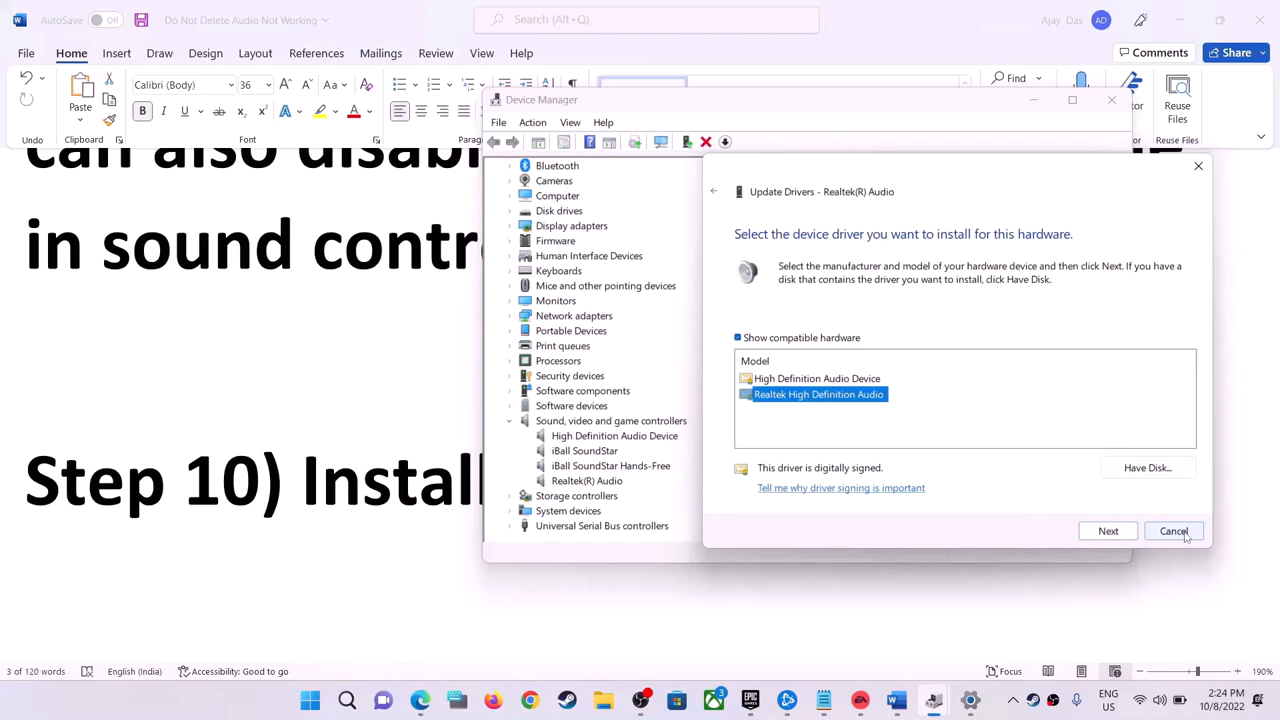 AutoSave Off Do Not Delete Audio Not Working Search (Alt+Q) Ajay Das AD
File Home Insert Draw Design Layout References Mailings Review View Help Comments Share
Paste Calibri (Body) 36 Find Reuse Files
Undo Clipboard Font Reuse Files
can also disab
in sound contr
Step 10) Install
Device Manager
File Action View Help
Bluetooth
Cameras
Computer
Disk drives
Display adapters
Firmware
Human Interface Devices
Keyboards
Mice and other pointing devices
Monitors
Network adapters
Portable Devices
Print queues
Processors
Security devices
Software components
Software devices
Sound, video and game controllers
High Definition Audio Device
iBall SoundStar
iBall SoundStar Hands-Free
Realtek(R) Audio
Storage controllers
System devices
Universal Serial Bus controllers
Update Drivers - Realtek(R) Audio
Select the device driver you want to install for this hardware.
Select the manufacturer and model of your hardware device and then click Next. If you have a
disk that contains the driver you want to install, click Have Disk.
Show compatible hardware
Model
High Definition Audio Device
Realtek High Definition Audio
This driver is digitally signed.
Have Disk...
Tell me why driver signing is important
Next Cancel
3 of 120 words English (India) Accessibility: Good to go Focus 190%
ENG
US
2:24 PM
10/8/2022